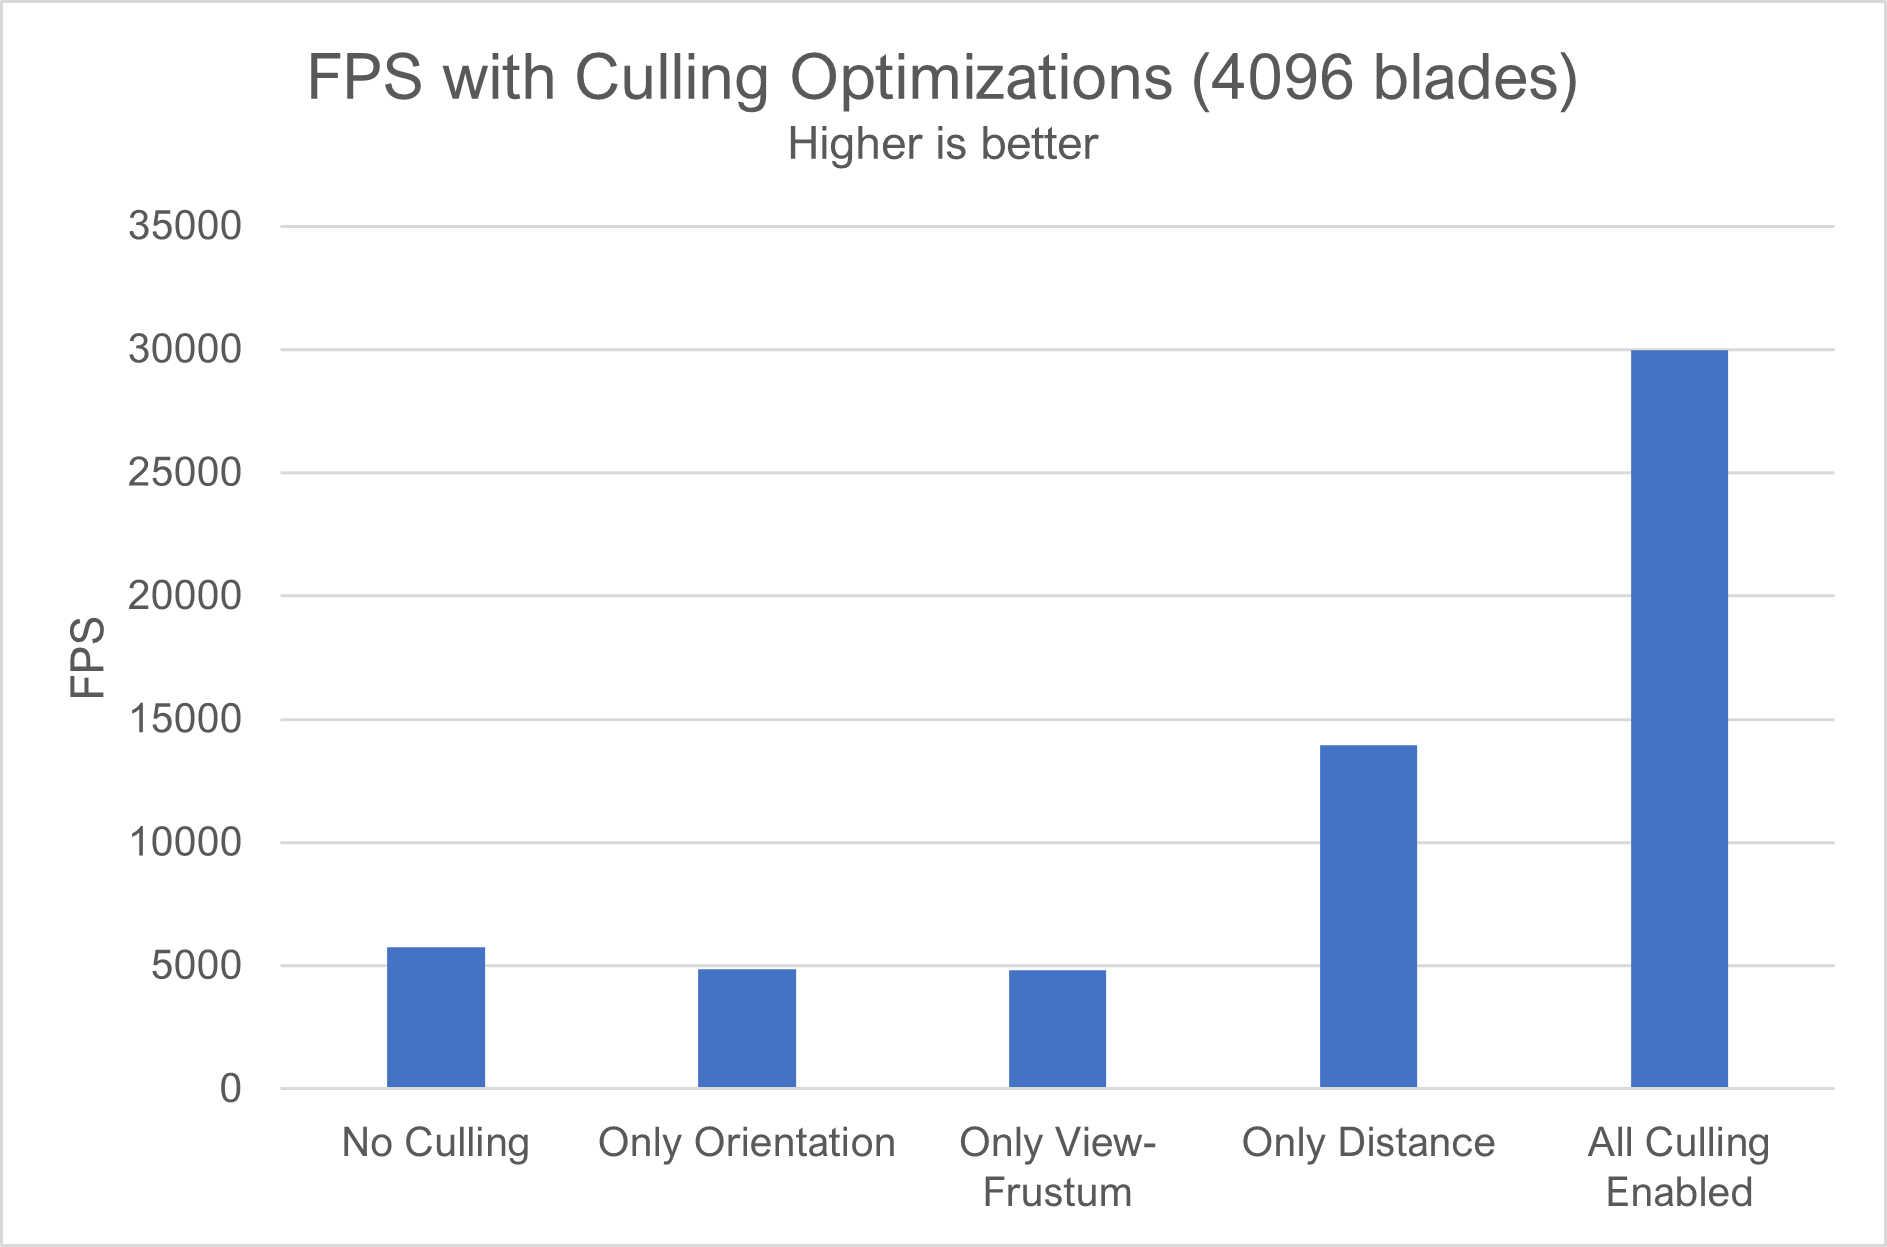 FPS with Culling Optimizations (4096 blades)
Higher is better
35000
30000
25000
20000
15000
10000
5000
0
FPS
No Culling
Only Orientation
Only View-
Frustum
Only Distance
All Culling
Enabled